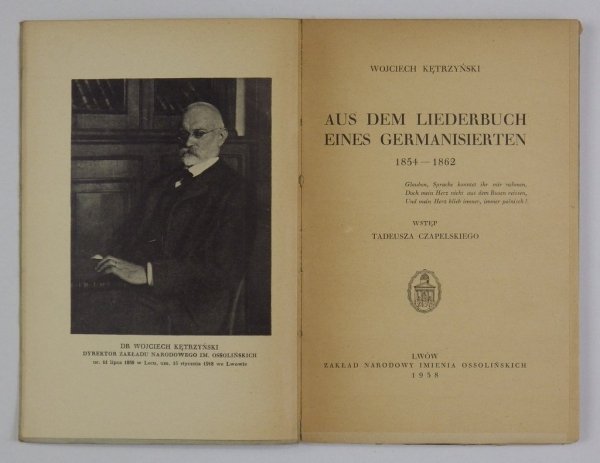 DR WOJCIECH KĘTRZYŃSKI
DYREKTOR ZAKŁADU NARODOWEGO IM. OSSOLIŃSKICH
ur. 11 lipca 1838 w Lecu, um. 15 stycznia 1918 we Lwowie
WOJCIECH KĘTRZYŃSKI
AUS DEM LIEDERBUCH
EINES GERMANISIERTEN
1854—1862
Glauben, Sprache konntet ihr mir rauben,
Doch mein Herz nicht aus dem Busen reissen,
Und mein Herz blieb immer, immer polnisch!
WSTĘP
TADEUSZA CZAPELSKIEGO
LWÓW
ZAKŁAD NARODOWY IMIENIA OSSOLIŃSKICH
1938